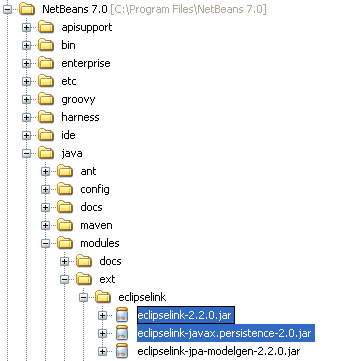 NetBeans 7.0 [C:\Program Files\NetBeans 7.0]
apisupport
bin
enterprise
etc
groovy
harness
ide
java
ant
config
docs
maven
modules
docs
ext
eclipselink
eclipselink-2.2.0.jar
eclipselink-javax.persistence-2.0.jar
eclipselink-jpa-modelgen-2.2.0.jar